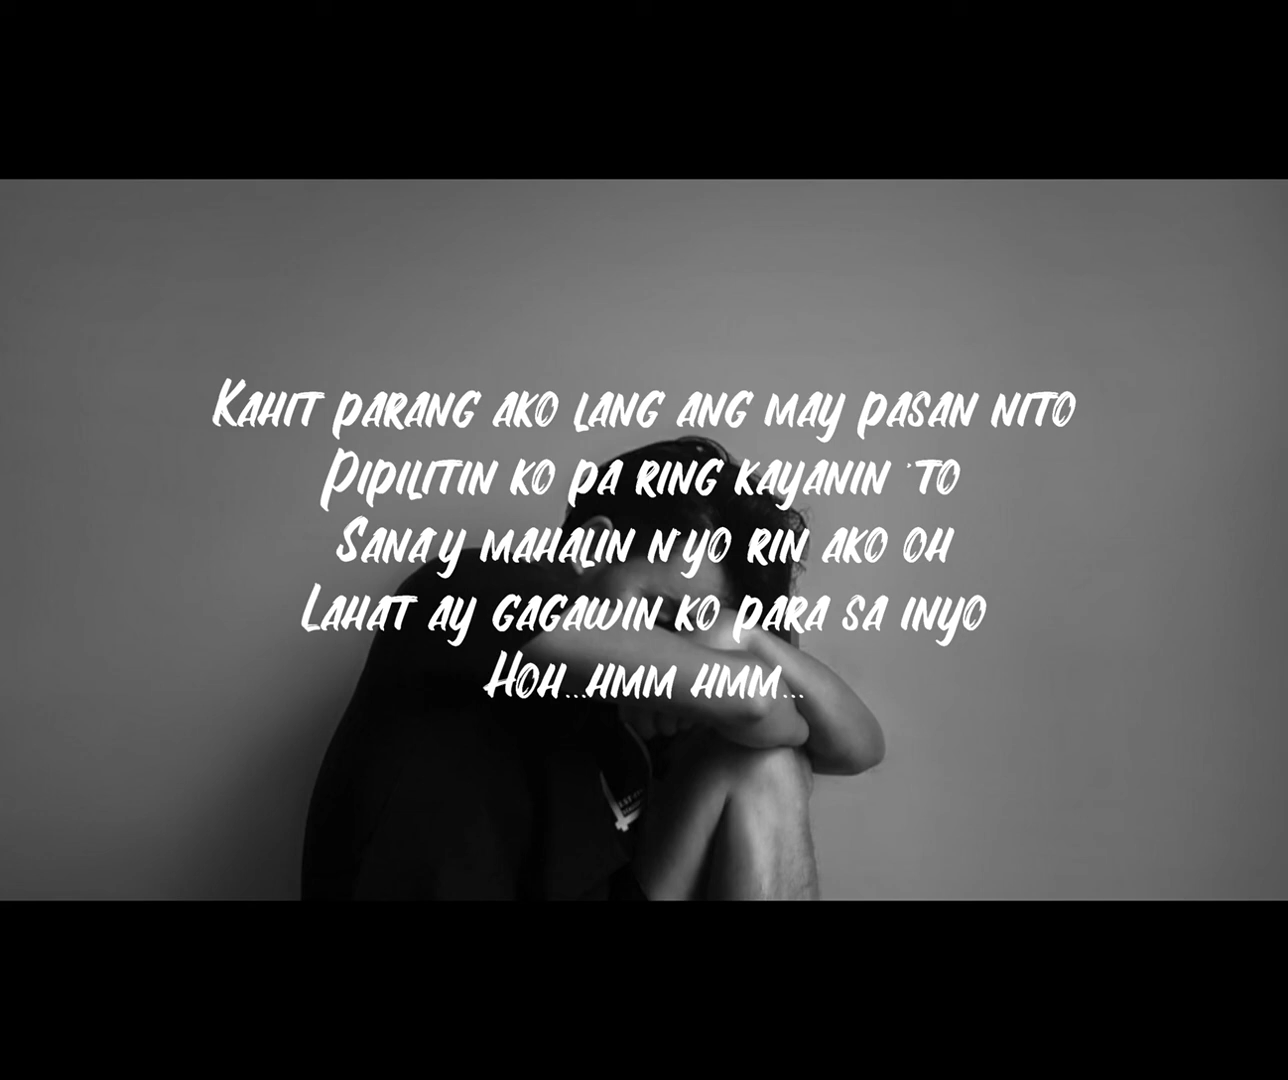 Kahit parang ako lang ang may pasan nito
Pipilitin ko pa ring kayanin 'to
Sana'y mahalin n'yo rin ako oh
Lahat ay gagawin ko para sa inyo
Hoh...hmm hmm...